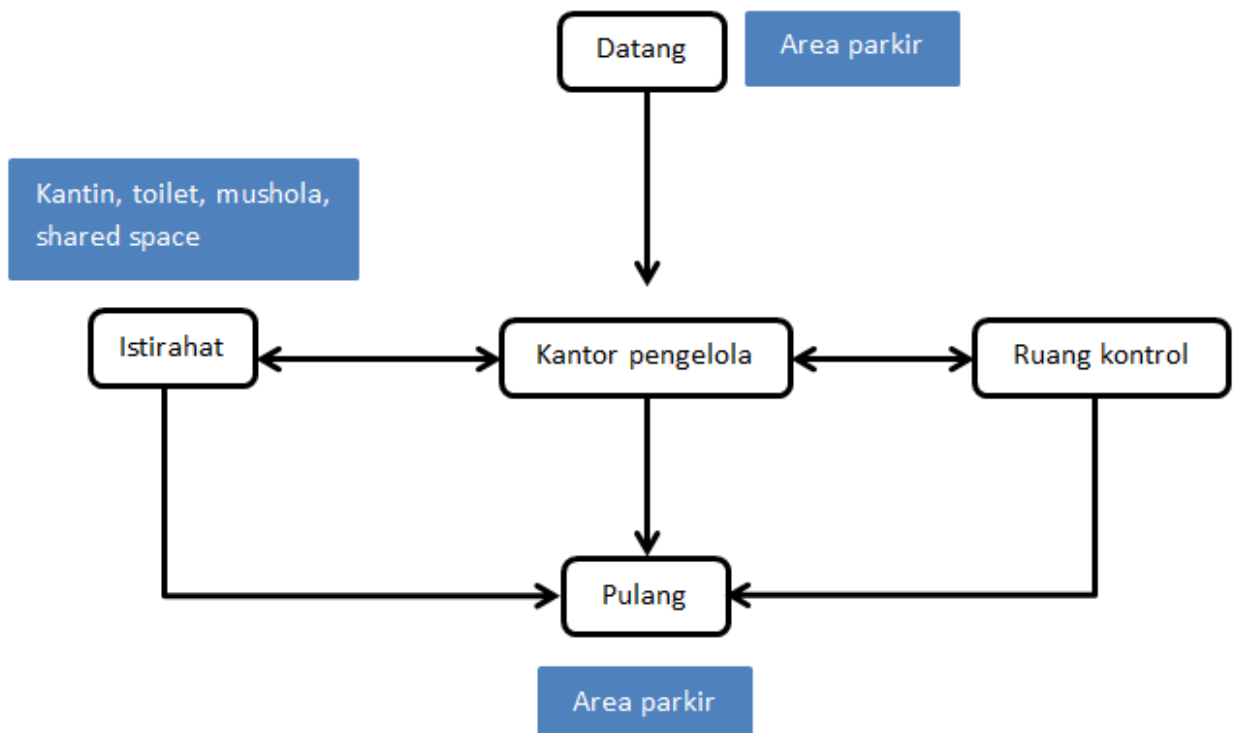 Datang
Area parkir
Kantin, toilet, mushola,
shared space
Istirahat
Kantor pengelola
Ruang kontrol
Pulang
Area parkir